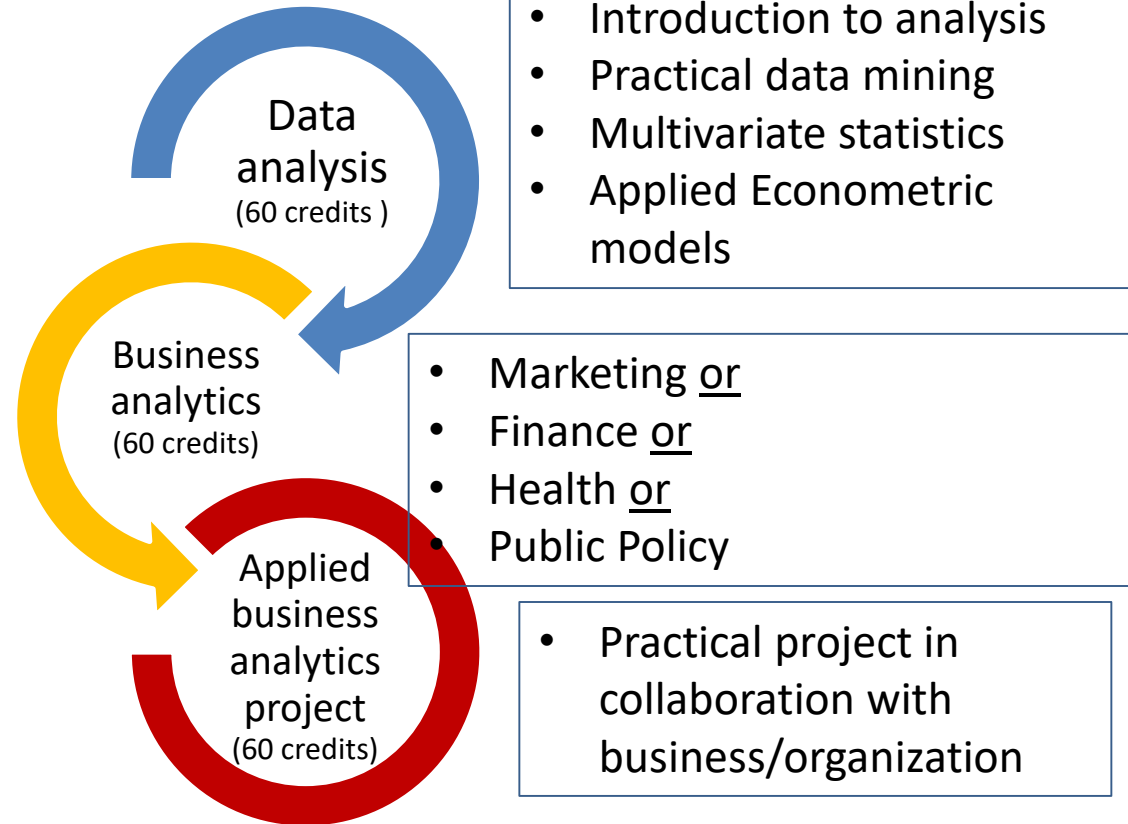 Data
analysis
(60 credits )
• Introduction to analysis
• Practical data mining
• Multivariate statistics
• Applied Econometric
models
Business
analytics
(60 credits)
• Marketing or
• Finance or
• Health or
• Public Policy
Applied
business
analytics
project
(60 credits)
• Practical project in
collaboration with
business/organization